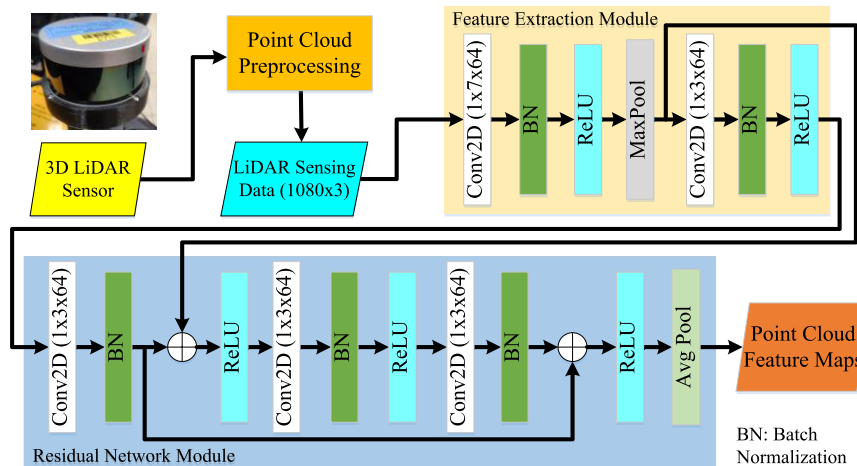 Point Cloud
Preprocessing
3D LiDAR
Sensor
LiDAR Sensing
Data (1080x3)
Feature Extraction Module
Conv2D (1x7x64)
BN
ReLU
MaxPool
Conv2D (1x3x64)
BN
ReLU
Conv2D (1x3x64)
BN
ReLU
Conv2D (1x3x64)
BN
ReLU
Conv2D (1x3x64)
BN
ReLU
Avg Pool
Residual Network Module
Point Cloud
Feature Maps
BN: Batch
Normalization